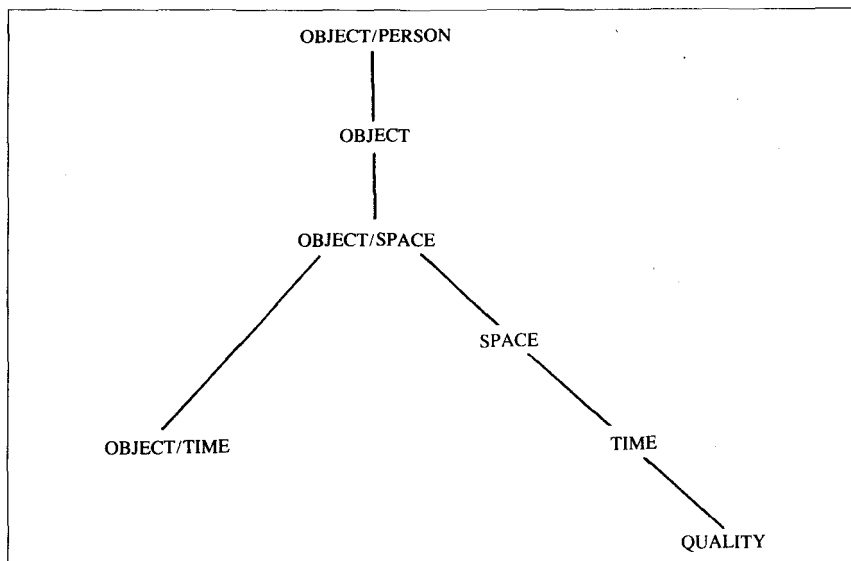 OBJECT/PERSON
OBJECT
OBJECT/SPACE
SPACE
OBJECT/TIME
TIME
QUALITY